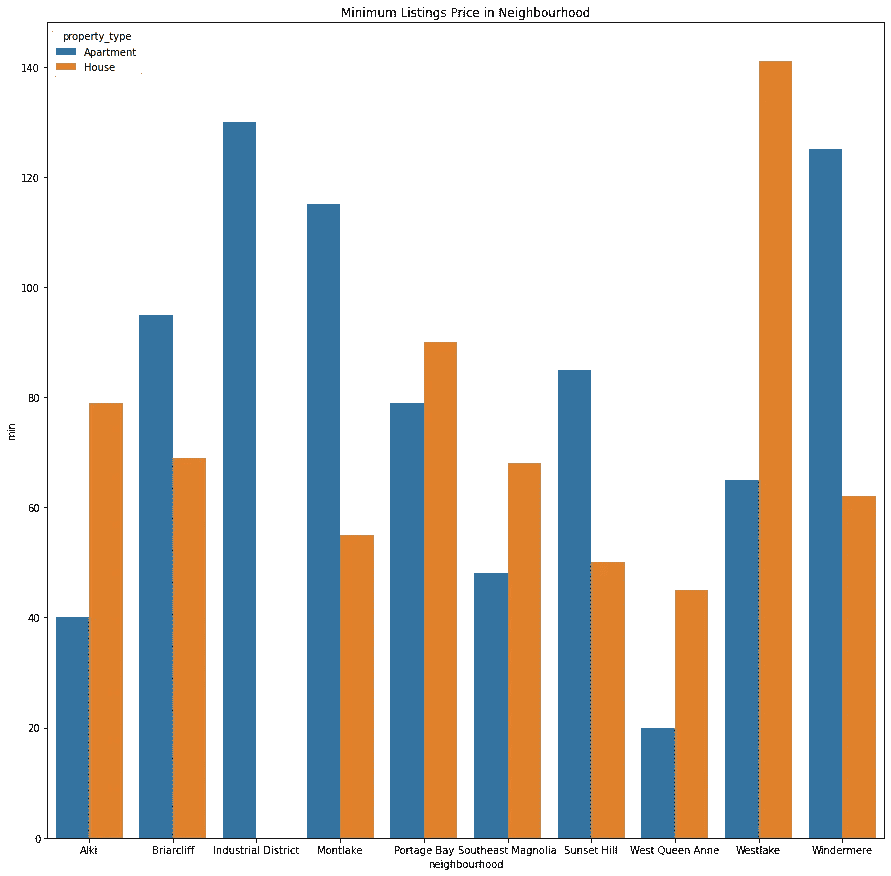 Minimum Listings Price in Neighbourhood
property_type
Apartment
House
140
120
100
80
60
40
20
0
min
Alki Briarcliff Industrial District Montlake Portage Bay Southeast Magnolia Sunset Hill West Queen Anne Westlake Windermere
neighbourhood